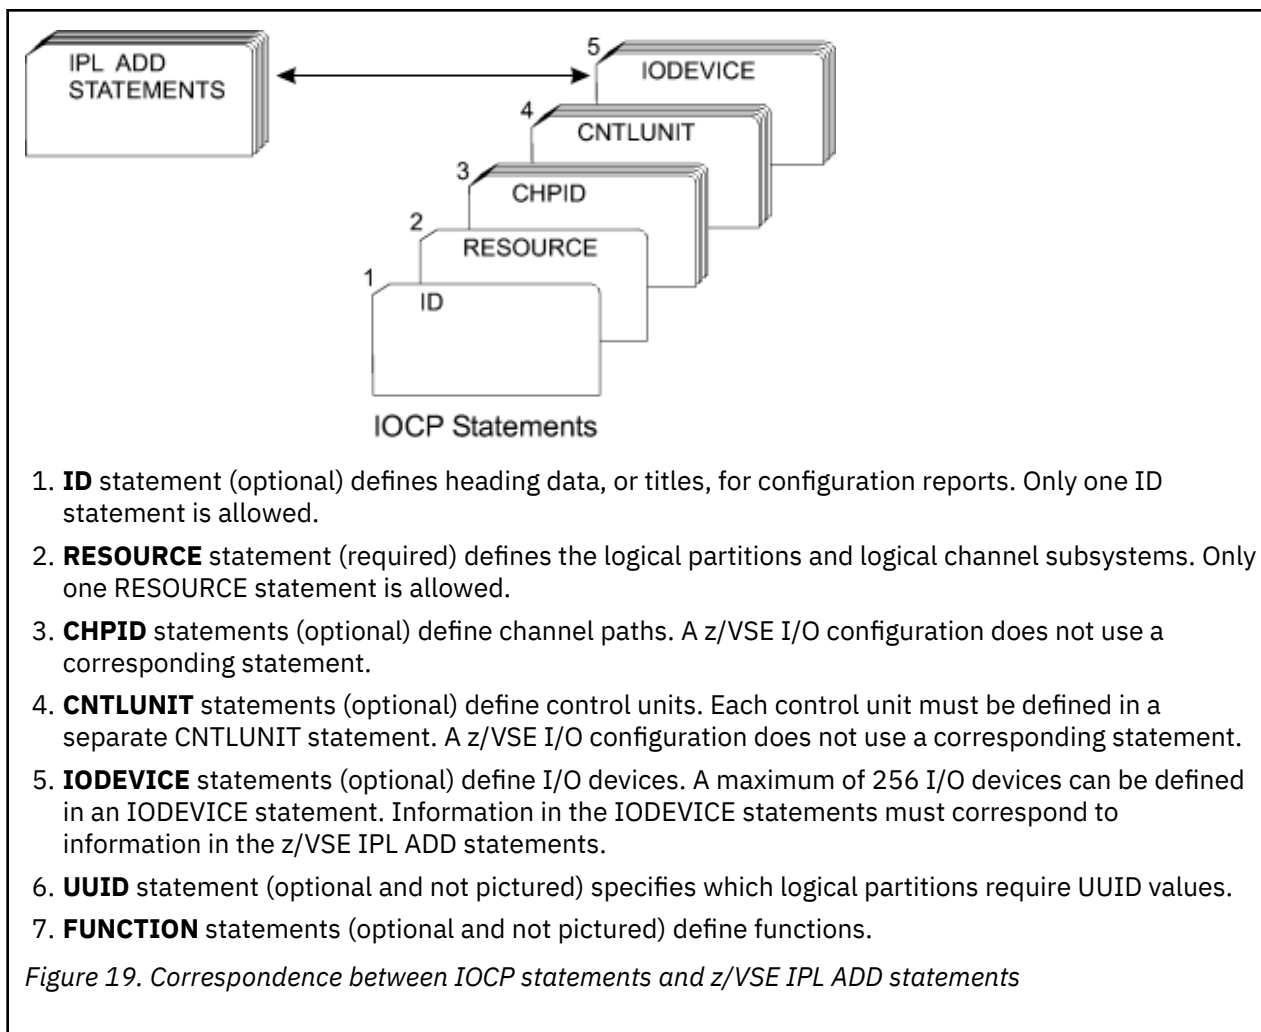 IPL ADD
STATEMENTS
5
IODEVICE
4
CNTLUNIT
3
CHPID
2
RESOURCE
1
ID
IOCP Statements
1. ID statement (optional) defines heading data, or titles, for configuration reports. Only one ID
statement is allowed.
2. RESOURCE statement (required) defines the logical partitions and logical channel subsystems. Only
one RESOURCE statement is allowed.
3. CHPID statements (optional) define channel paths. A z/VSE I/O configuration does not use a
corresponding statement.
4. CNTLUNIT statements (optional) define control units. Each control unit must be defined in a
separate CNTLUNIT statement. A z/VSE I/O configuration does not use a corresponding statement.
5. IODEVICE statements (optional) define I/O devices. A maximum of 256 I/O devices can be defined
in an IODEVICE statement. Information in the IODEVICE statements must correspond to
information in the z/VSE IPL ADD statements.
6. UUID statement (optional and not pictured) specifies which logical partitions require UUID values.
7. FUNCTION statements (optional and not pictured) define functions.
Figure 19. Correspondence between IOCP statements and z/VSE IPL ADD statements